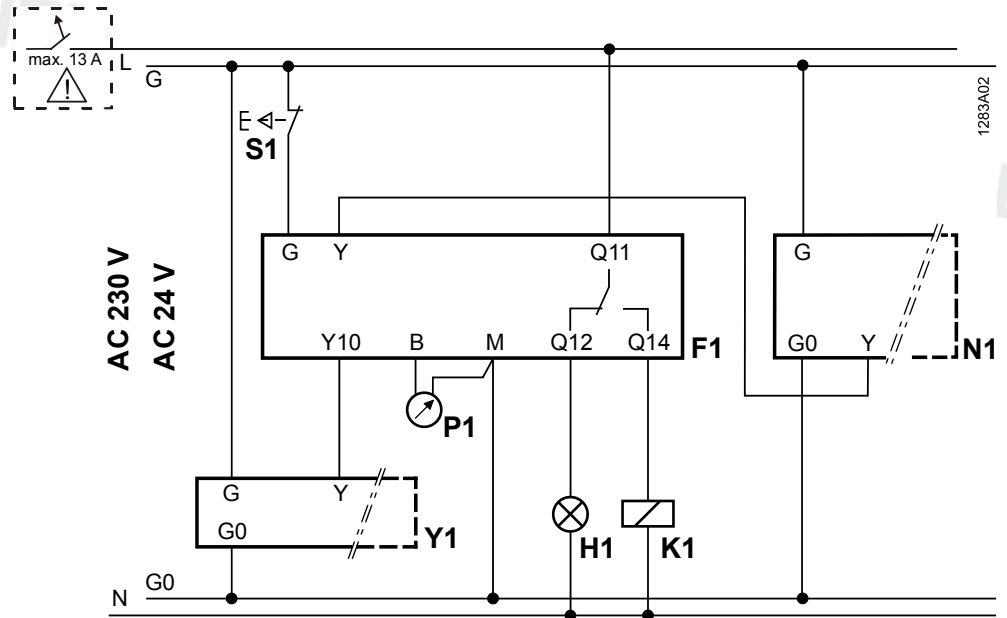 max. 13 A
L
G
1283A02
S1
AC 230 V
AC 24 V
G Y Q11
Y10 B M Q12 Q14
F1
G
G0 Y
N1
P1
G Y
G0
Y1
H1
K1
G0
N